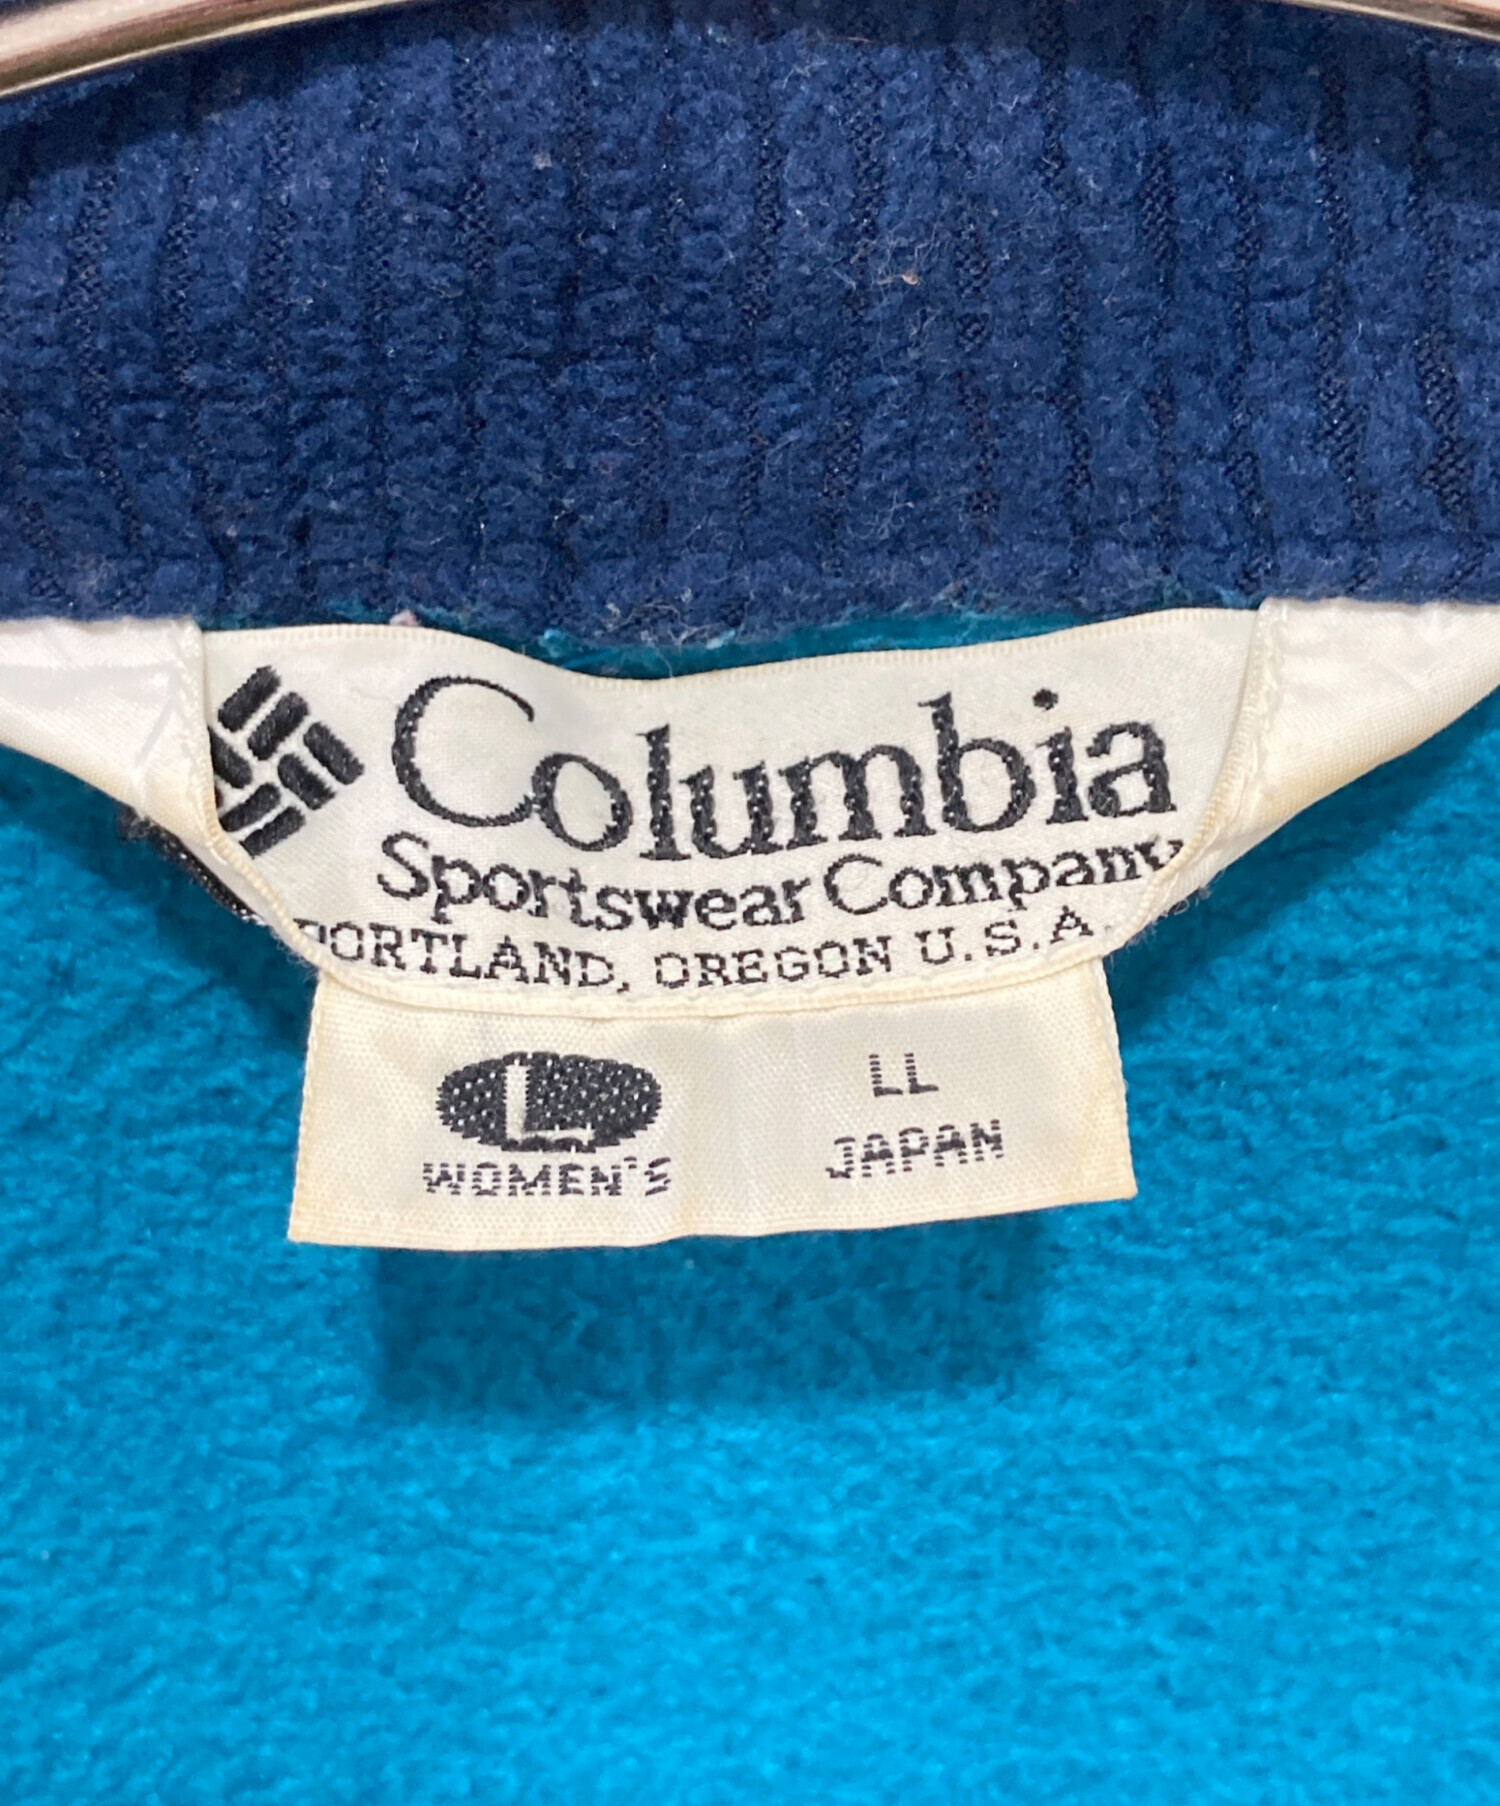 Columbia
Sportswear Company
PORTLAND, OREGON U.S.A.
L LL
WOMEN'S JAPAN